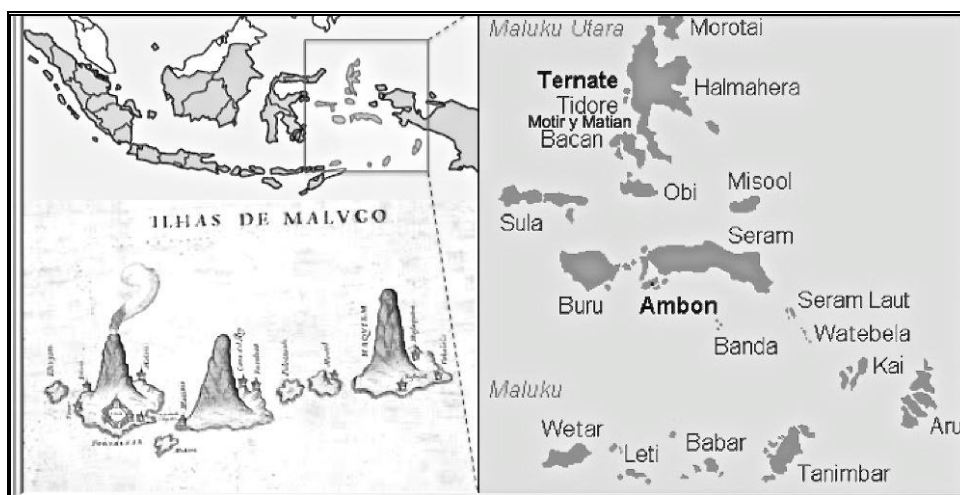 Maluku Utara
Morotai
Ternate
Halmahera
Tidore
Motir y Matian
Bacan
Obi
Misool
Sula
Seram
Buru
Ambon
Seram Laut
Banda
Watebela
Kai
Maluku
Aru
Wetar
Leti
Babar
Tanimbar
ILHAS DE MALVCO